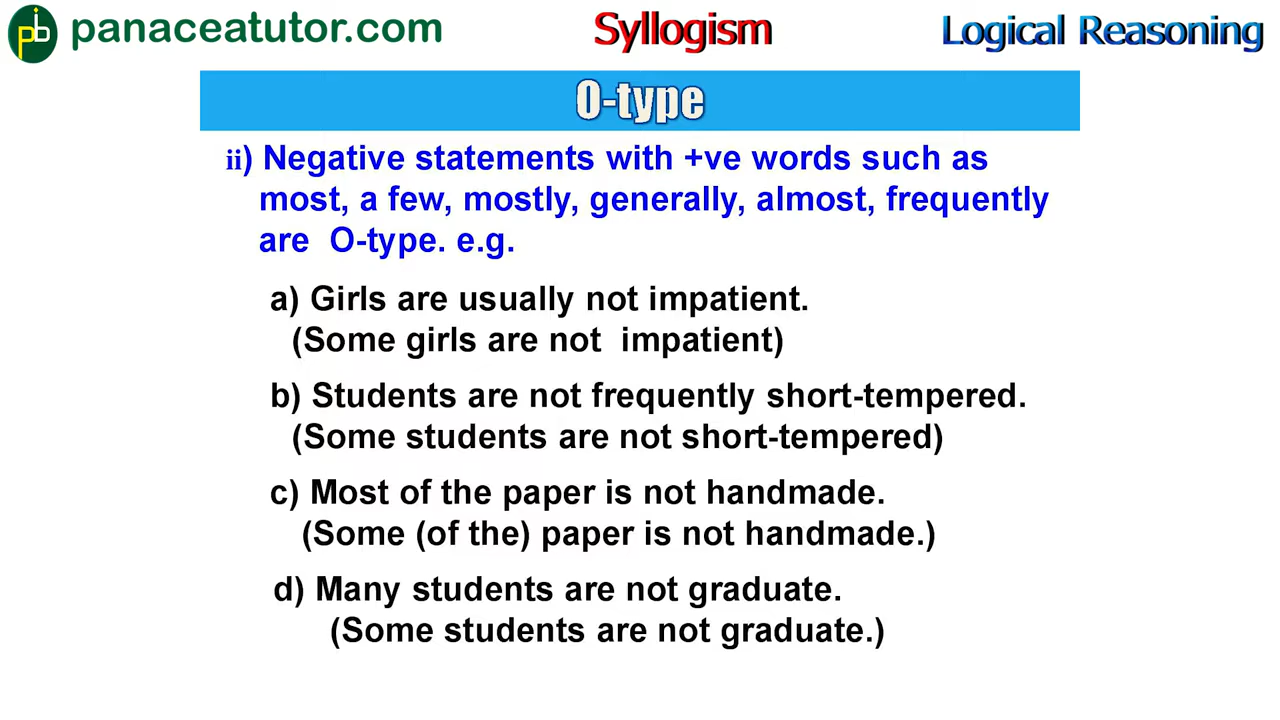 pib panaceatutor.com Syllogism Logical Reasoning
O-type
ii) Negative statements with +ve words such as
most, a few, mostly, generally, almost, frequently
are O-type. e.g.
a) Girls are usually not impatient.
(Some girls are not impatient)
b) Students are not frequently short-tempered.
(Some students are not short-tempered)
c) Most of the paper is not handmade.
(Some (of the) paper is not handmade.)
d) Many students are not graduate.
(Some students are not graduate.)